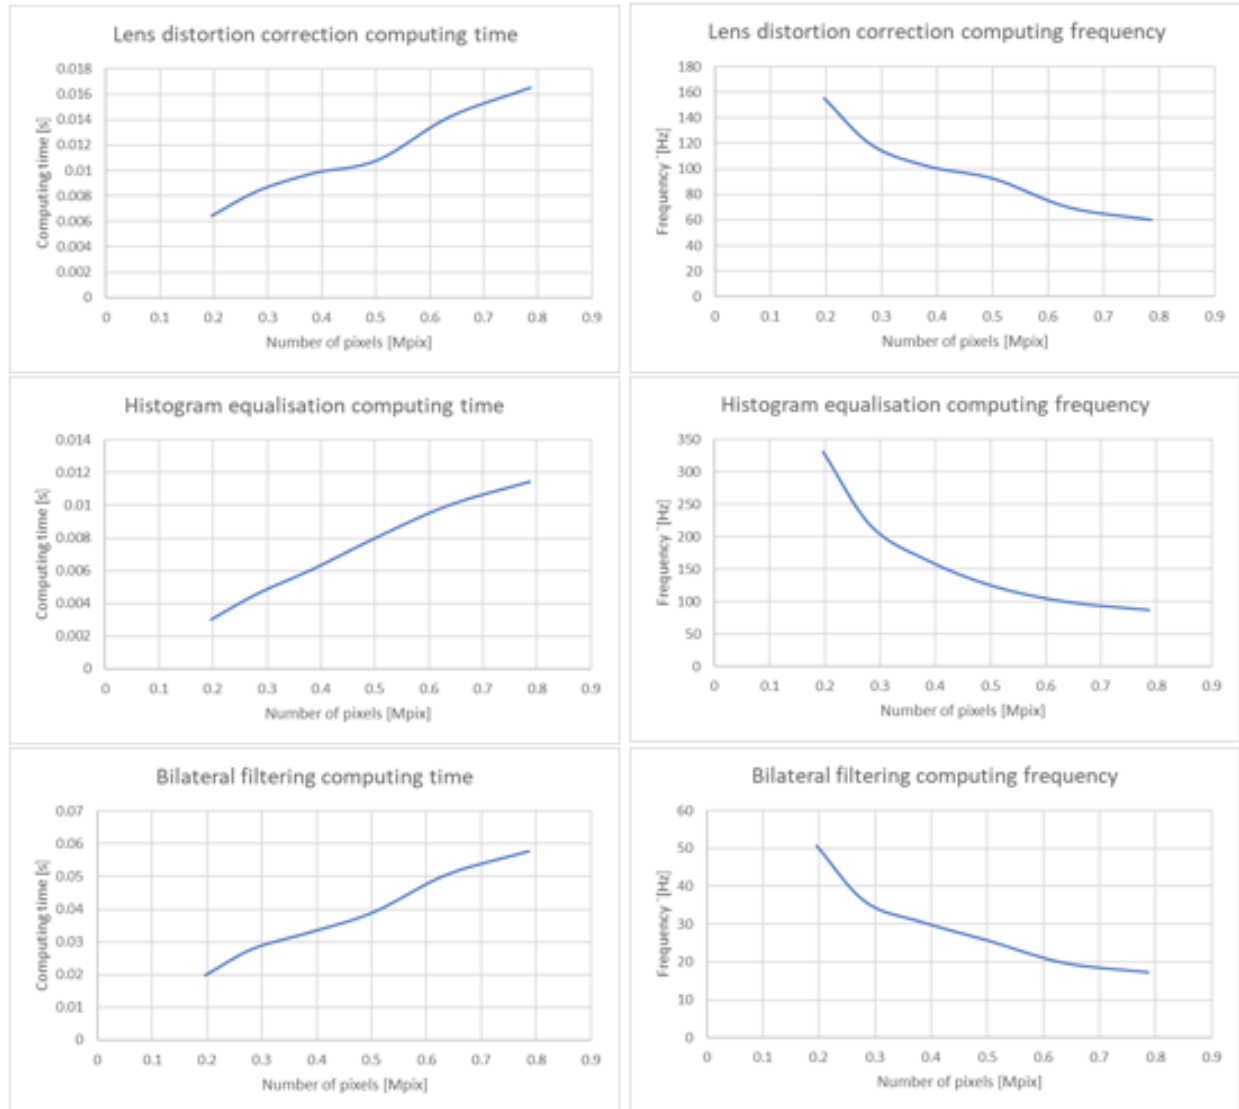 Lens distortion correction computing time
Computing time [s]
0.018
0.016
0.014
0.012
0.01
0.008
0.006
0.004
0.002
0
0 0.1 0.2 0.3 0.4 0.5 0.6 0.7 0.8 0.9
Number of pixels [Mpix]
Lens distortion correction computing frequency
Frequency `[Hz]
180
160
140
120
100
80
60
40
20
0
0 0.1 0.2 0.3 0.4 0.5 0.6 0.7 0.8 0.9
Number of pixels [Mpix]
Histogram equalisation computing time
Computing time [s]
0.014
0.012
0.01
0.008
0.006
0.004
0.002
0
0 0.1 0.2 0.3 0.4 0.5 0.6 0.7 0.8 0.9
Number of pixels [Mpix]
Histogram equalisation computing frequency
Frequency `[Hz]
350
300
250
200
150
100
50
0
0 0.1 0.2 0.3 0.4 0.5 0.6 0.7 0.8 0.9
Number of pixels [Mpix]
Bilateral filtering computing time
Computing time [s]
0.07
0.06
0.05
0.04
0.03
0.02
0.01
0
0 0.1 0.2 0.3 0.4 0.5 0.6 0.7 0.8 0.9
Number of pixels [Mpix]
Bilateral filtering computing frequency
Frequency `[Hz]
60
50
40
30
20
10
0
0 0.1 0.2 0.3 0.4 0.5 0.6 0.7 0.8 0.9
Number of pixels [Mpix]